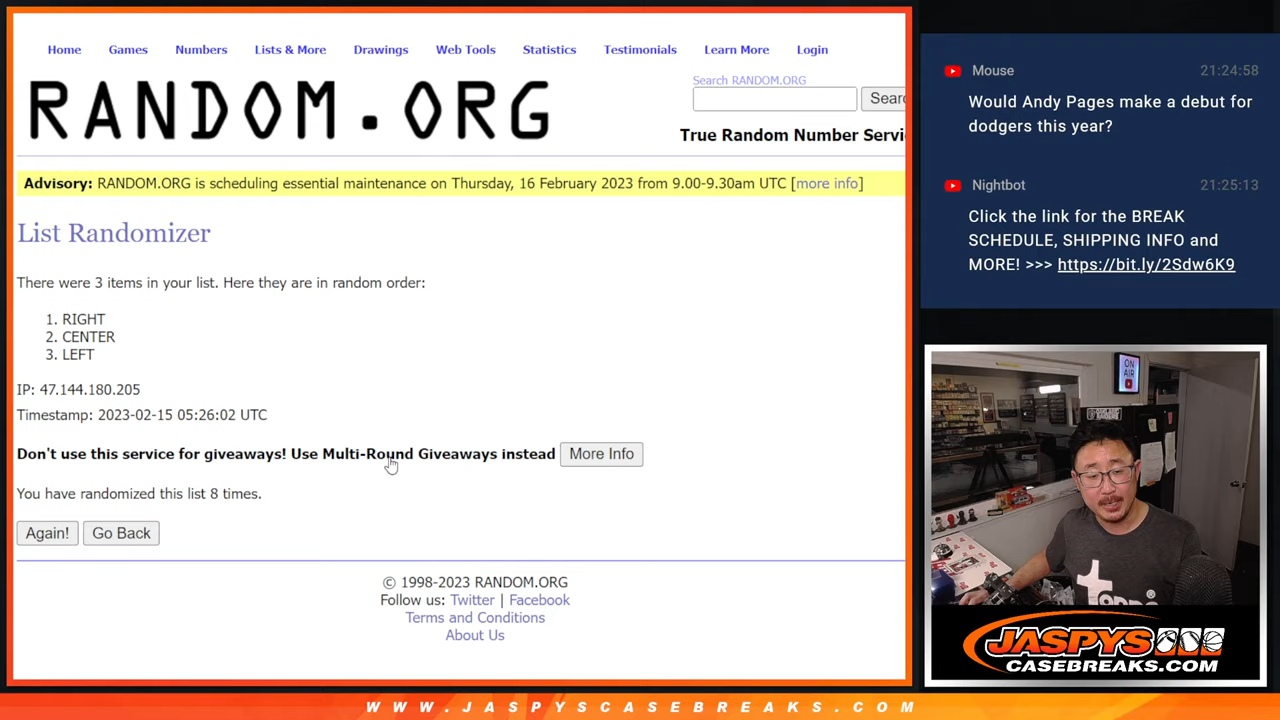 Home Games Numbers Lists & More Drawings Web Tools Statistics Testimonials Learn More Login
RANDOM.ORG
Search RANDOM.ORG
Searc
True Random Number Servi
Advisory: RANDOM.ORG is scheduling essential maintenance on Thursday, 16 February 2023 from 9.00-9.30am UTC [more info]
List Randomizer
There were 3 items in your list. Here they are in random order:
1. RIGHT
2. CENTER
3. LEFT
IP: 47.144.180.205
Timestamp: 2023-02-15 05:26:02 UTC
Don't use this service for giveaways! Use Multi-Round Giveaways instead More Info
You have randomized this list 8 times.
Again! Go Back
© 1998-2023 RANDOM.ORG
Follow us: Twitter | Facebook
Terms and Conditions
About Us
Mouse 21:24:58
Would Andy Pages make a debut for
dodgers this year?
Nightbot 21:25:13
Click the link for the BREAK
SCHEDULE, SHIPPING INFO and
MORE! >>> https://bit.ly/2Sdw6K9
ON
AIR
topps
JASPYS
CASEBREAKS.COM
WWW.JASPYSCASEBREAKS.COM